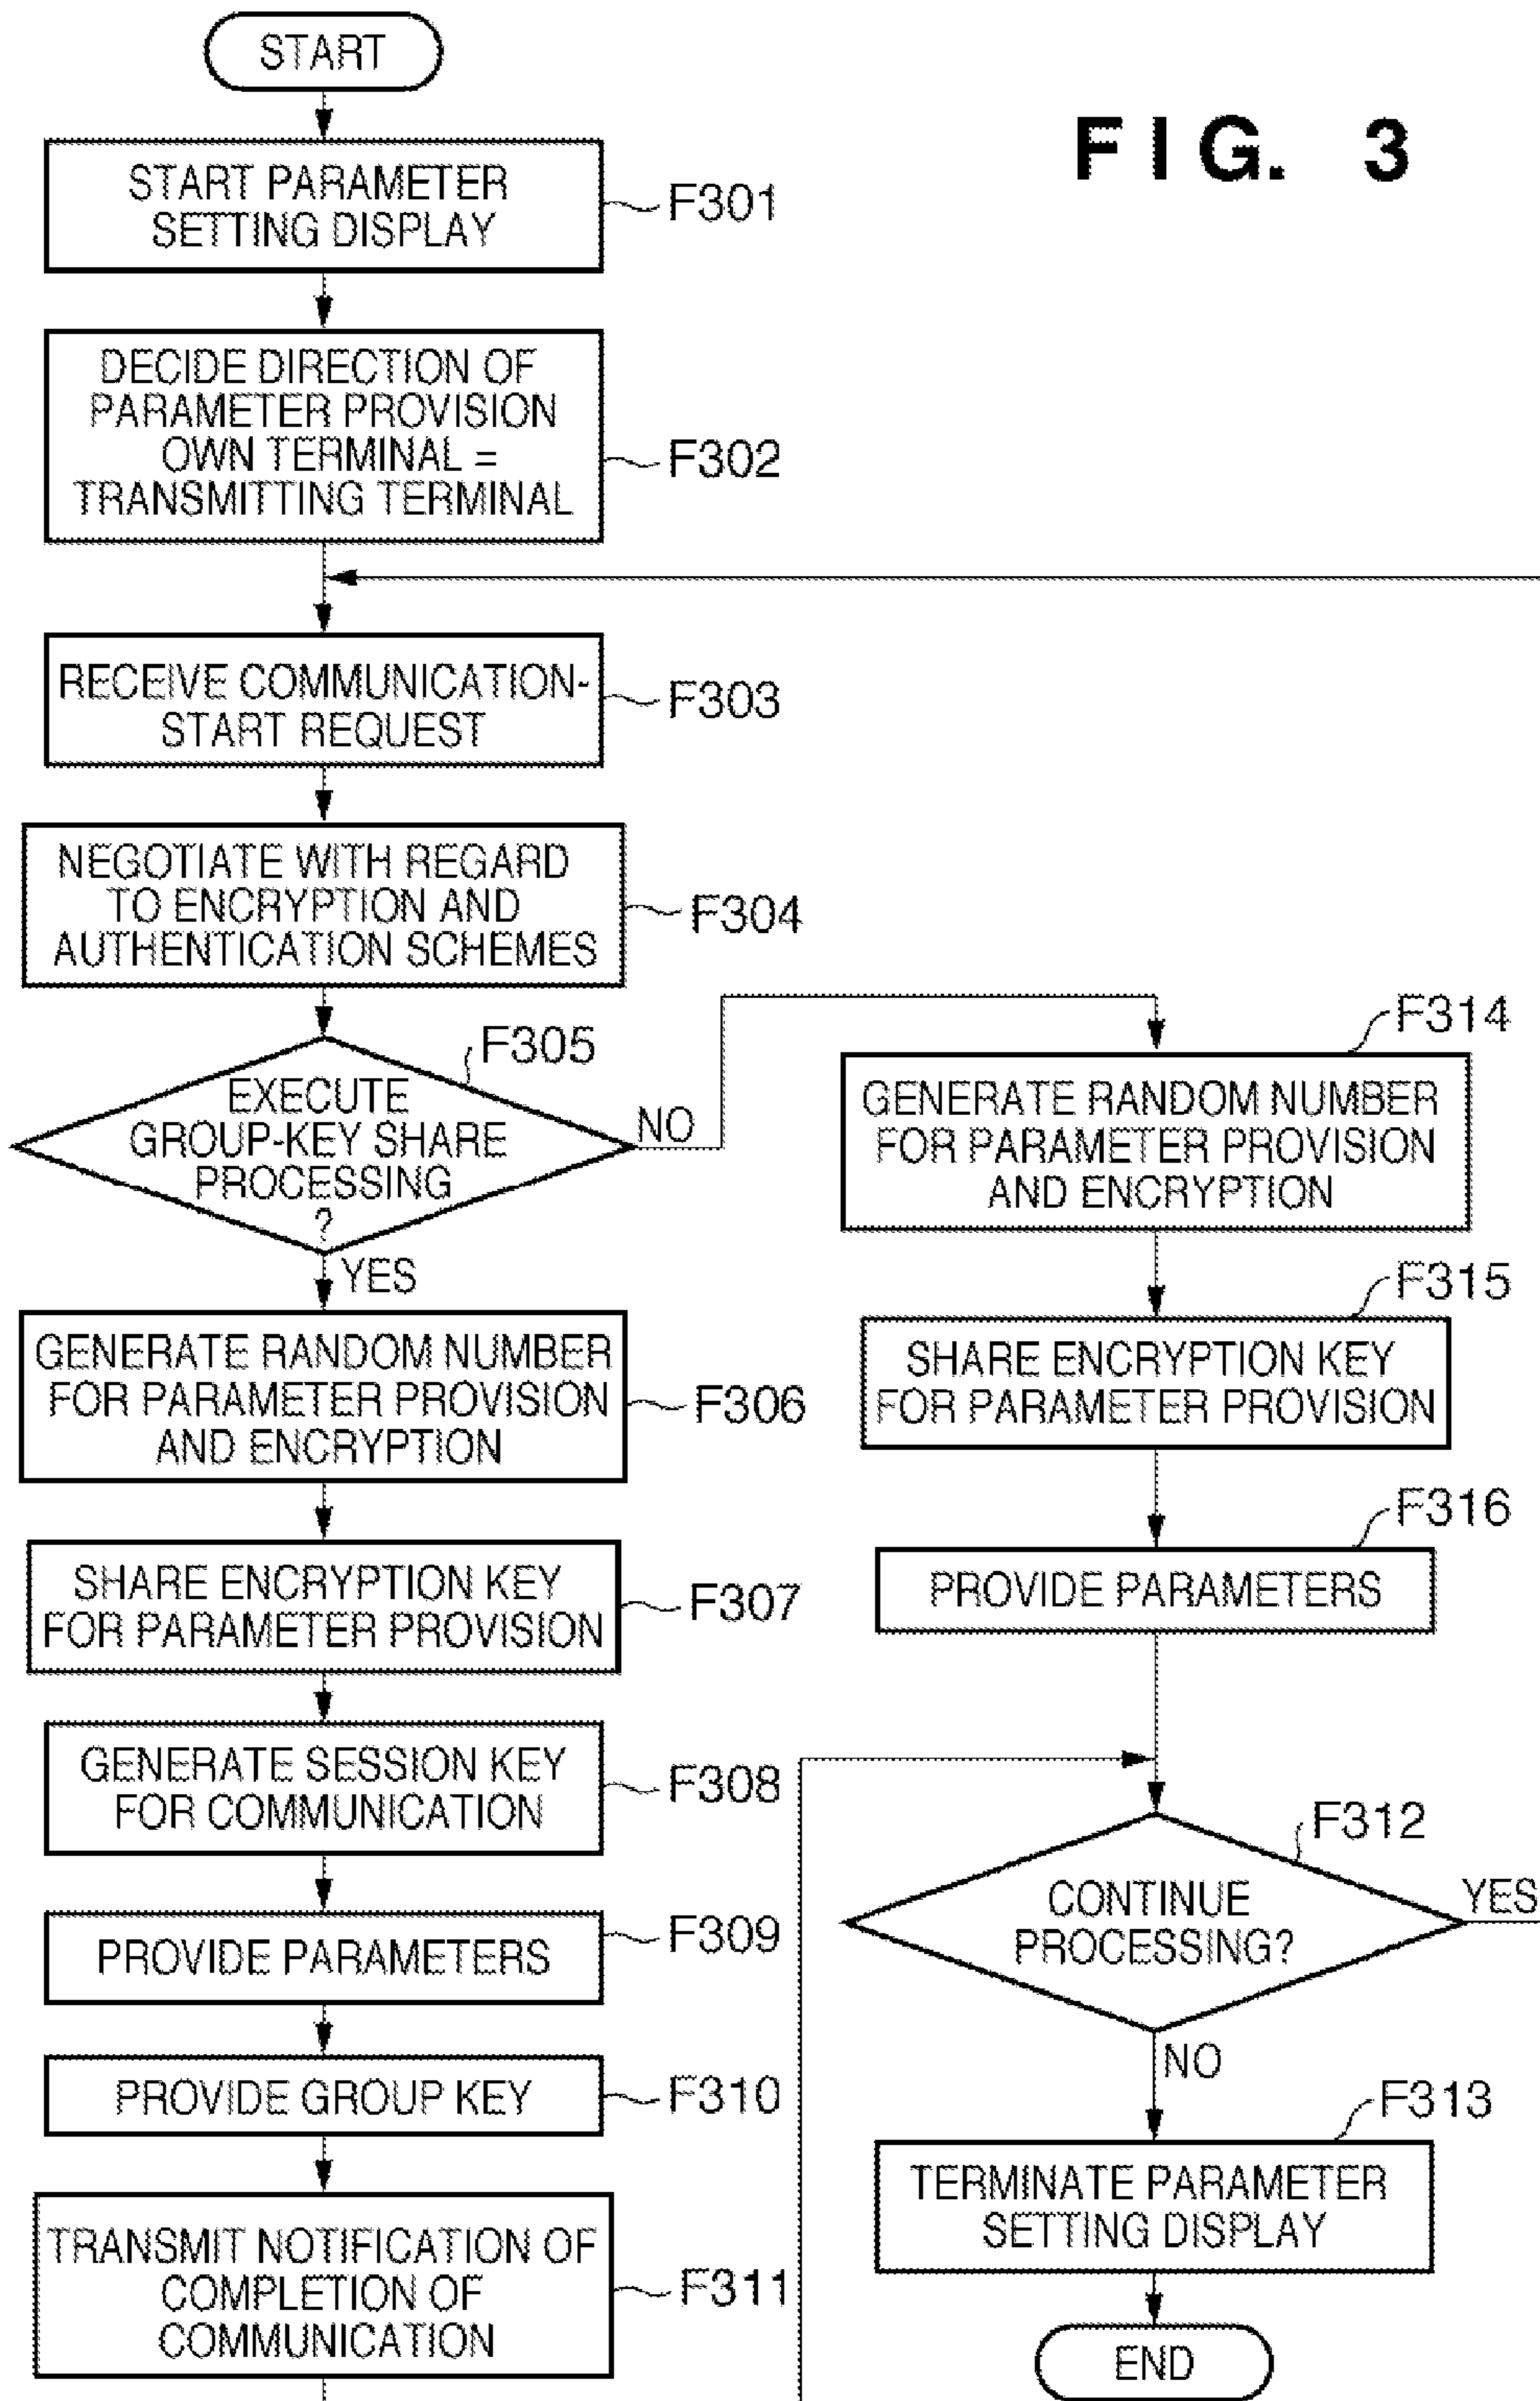 FIG. 3
START
START PARAMETER
SETTING DISPLAY
F301
DECIDE DIRECTION OF
PARAMETER PROVISION
OWN TERMINAL =
TRANSMITTING TERMINAL
F302
RECEIVE COMMUNICATION-
START REQUEST
F303
NEGOTIATE WITH REGARD
TO ENCRYPTION AND
AUTHENTICATION SCHEMES
F304
F305
EXECUTE
GROUP-KEY SHARE
PROCESSING
?
NO
YES
GENERATE RANDOM NUMBER
FOR PARAMETER PROVISION
AND ENCRYPTION
F306
SHARE ENCRYPTION KEY
FOR PARAMETER PROVISION
F307
GENERATE SESSION KEY
FOR COMMUNICATION
F308
PROVIDE PARAMETERS
F309
PROVIDE GROUP KEY
F310
TRANSMIT NOTIFICATION OF
COMPLETION OF
COMMUNICATION
F311
F314
GENERATE RANDOM NUMBER
FOR PARAMETER PROVISION
AND ENCRYPTION
F315
SHARE ENCRYPTION KEY
FOR PARAMETER PROVISION
F316
PROVIDE PARAMETERS
F312
CONTINUE
PROCESSING?
YES
NO
F313
TERMINATE PARAMETER
SETTING DISPLAY
END